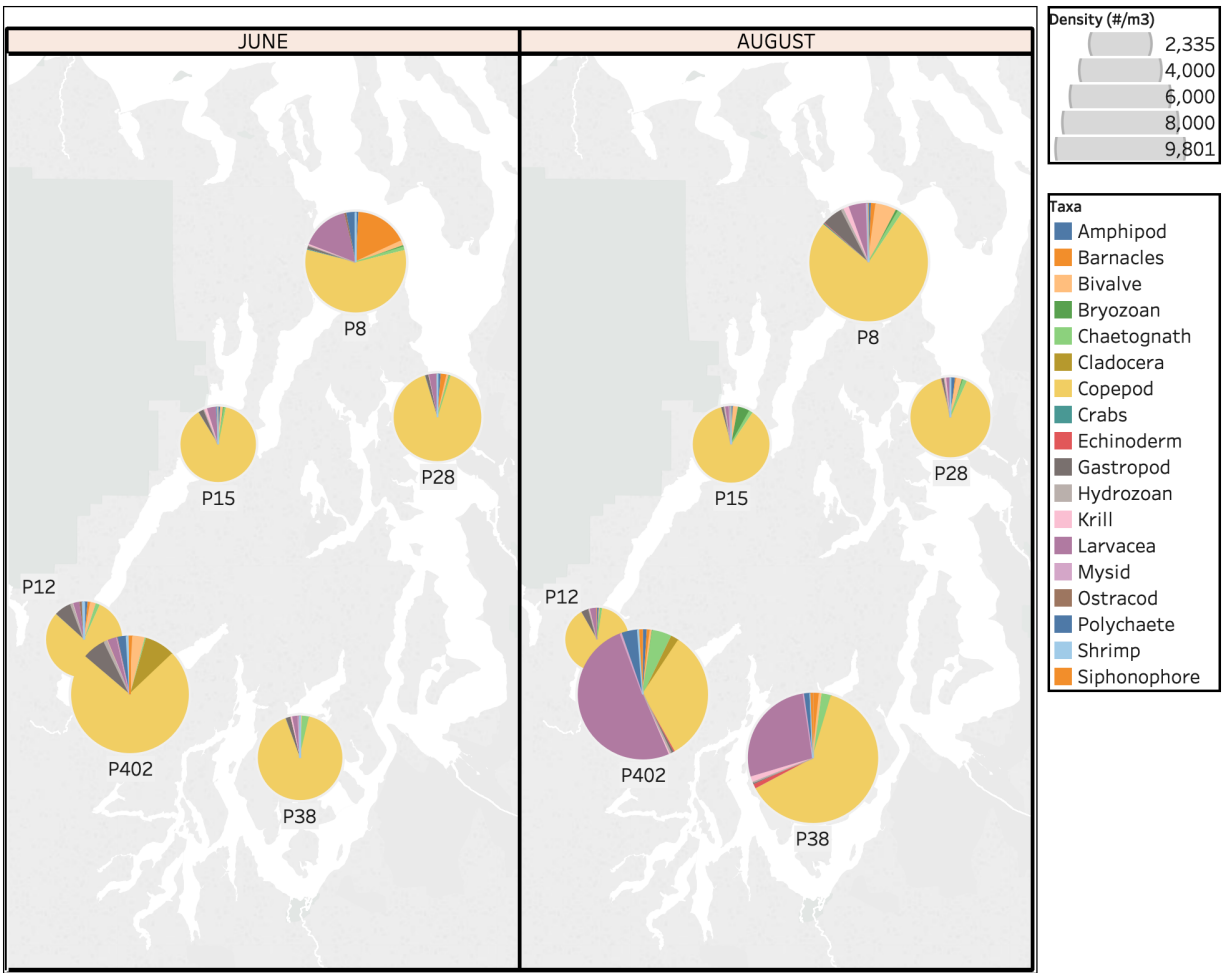 JUNE
AUGUST
P8
P28
P15
P12
P402
P38
P8
P28
P15
P12
P402
P38
Density (#/m3)
2,335
4,000
6,000
8,000
9,801
Taxa
Amphipod
Barnacles
Bivalve
Bryozoan
Chaetognath
Cladocera
Copepod
Crabs
Echinoderm
Gastropod
Hydrozoan
Krill
Larvacea
Mysid
Ostracod
Polychaete
Shrimp
Siphonophore